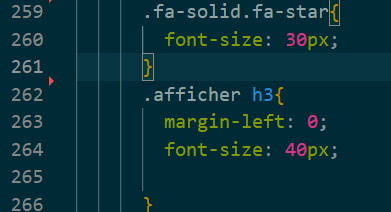 259 .fa-solid.fa-star{
260 font-size: 30px;
261 }
262 .afficher h3{
263 margin-left: 0;
264 font-size: 40px;
265
266 }